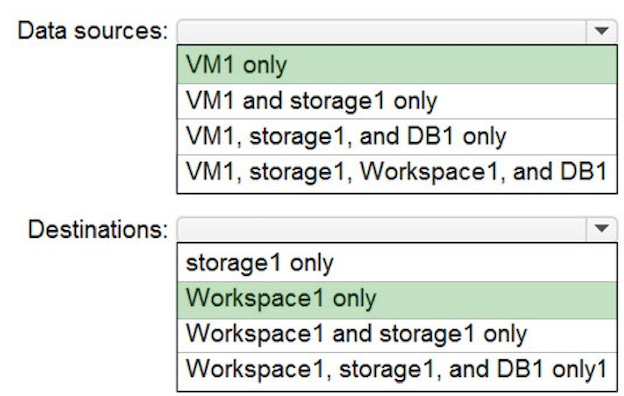 Data sources:
VM1 only
VM1 and storage1 only
VM1, storage1, and DB1 only
VM1, storage1, Workspace1, and DB1
Destinations:
storage1 only
Workspace1 only
Workspace1 and storage1 only
Workspace1, storage1, and DB1 only1